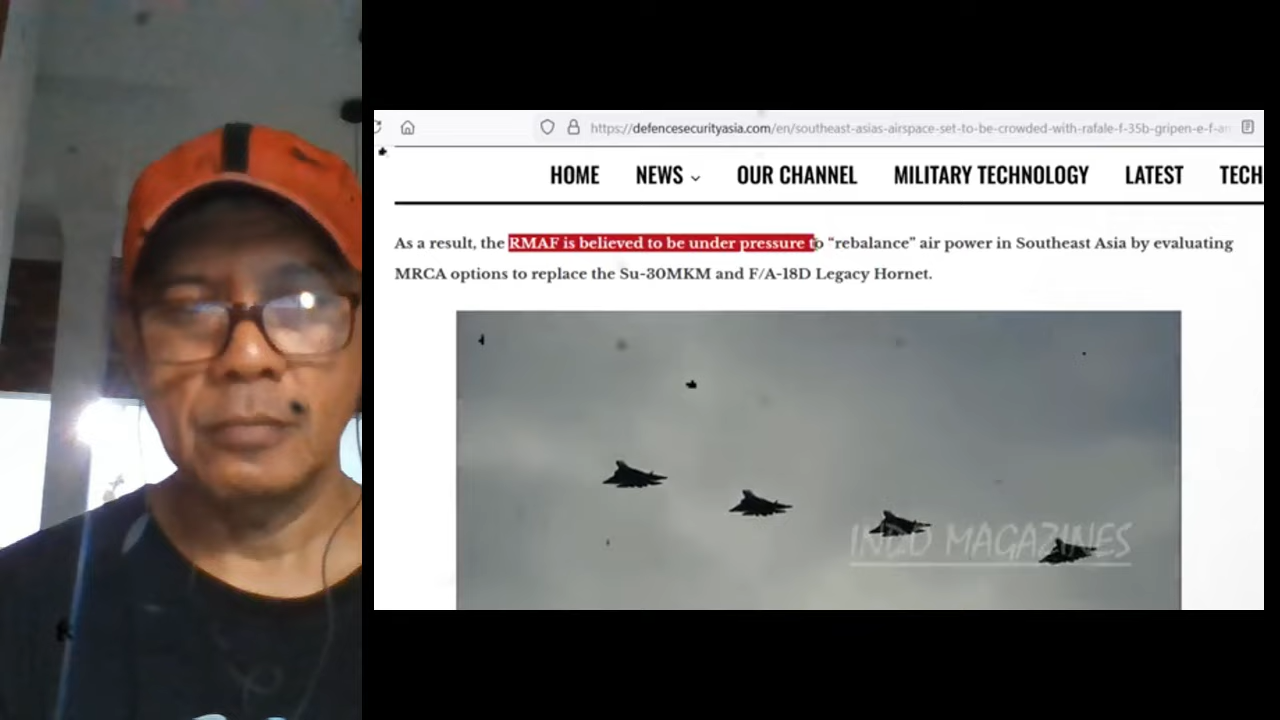 https://defencesecurityasia.com/en/southeast-asias-airspace-set-to-be-crowded-with-rafale-f-35b-gripen-e-f-an
HOME NEWS OUR CHANNEL MILITARY TECHNOLOGY LATEST TECH
As a result, the RMAF is believed to be under pressure to “rebalance” air power in Southeast Asia by evaluating
MRCA options to replace the Su-30MKM and F/A-18D Legacy Hornet.
INDO MAGAZINES